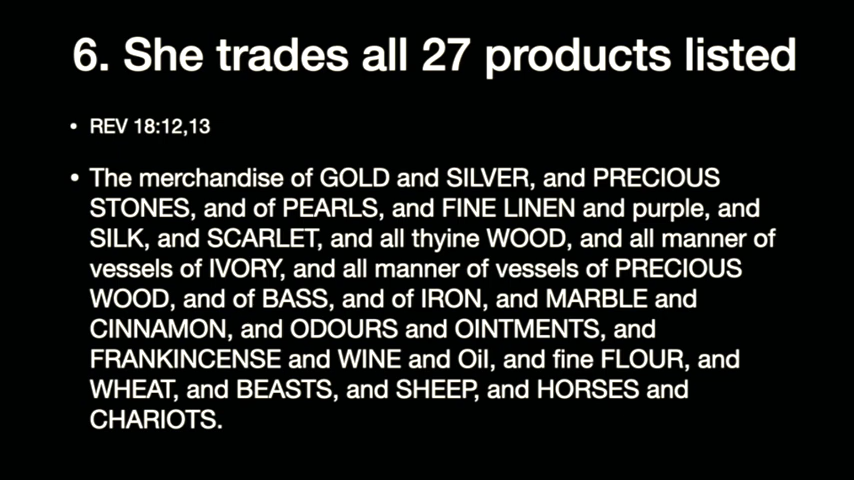 6. She trades all 27 products listed
• REV 18:12,13
• The merchandise of GOLD and SILVER, and PRECIOUS
STONES, and of PEARLS, and FINE LINEN and purple, and
SILK, and SCARLET, and all thyine WOOD, and all manner of
vessels of IVORY, and all manner of vessels of PRECIOUS
WOOD, and of BASS, and of IRON, and MARBLE and
CINNAMON, and ODOURS and OINTMENTS, and
FRANKINCENSE and WINE and Oil, and fine FLOUR, and
WHEAT, and BEASTS, and SHEEP, and HORSES and
CHARIOTS.